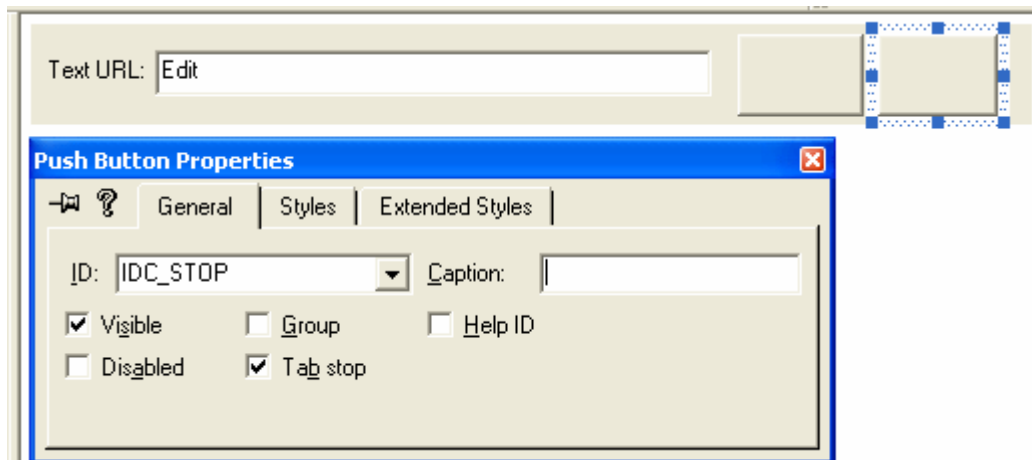 Text URL: Edit
Push Button Properties
General Styles Extended Styles
ID: IDC_STOP Caption:
Visible Group Help ID
Disabled Tab stop